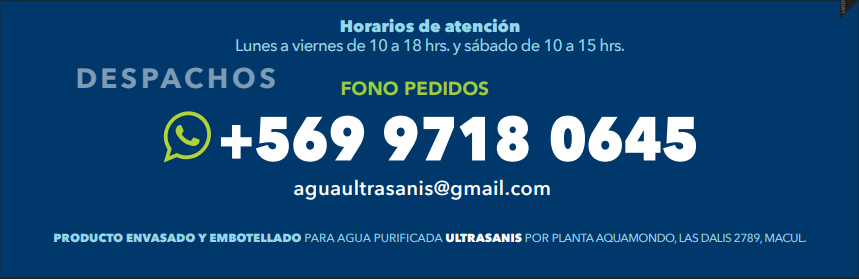 Horarios de atención
Lunes a viernes de 10 a 18 hrs. y sábado de 10 a 15 hrs.
DESPACHOS
FONO PEDIDOS
+569 9718 0645
aguaultrasanis@gmail.com
PRODUCTO ENVASADO Y EMBOTELLADO PARA AGUA PURIFICADA ULTRASANIS POR PLANTA AQUAMONDO, LAS DALIS 2789, MACUL.